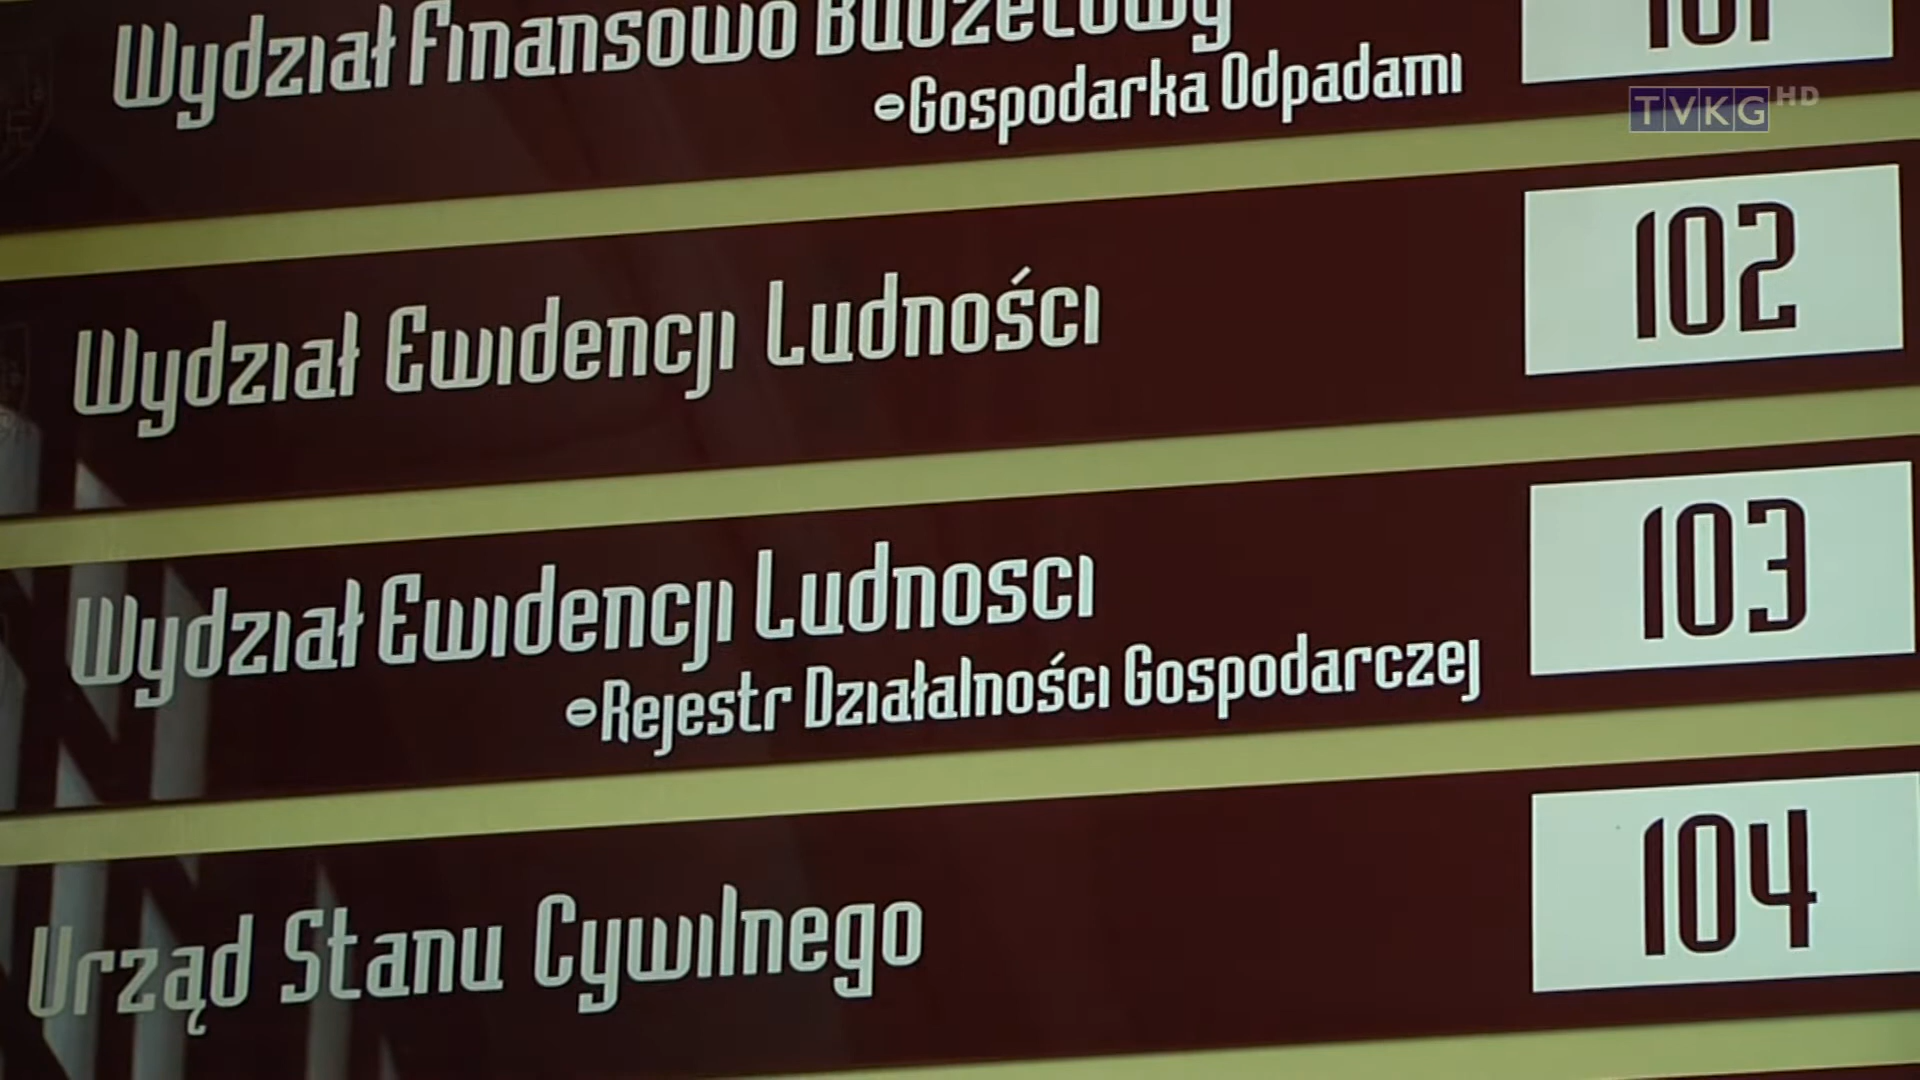 Wydział Finansowo Budżetowy 101
Gospodarka Odpadami
TVKG HD
Wydział Ewidencji Ludności 102
Wydział Ewidencji Ludnosci 103
Rejestr Działalności Gospodarczej
Urząd Stanu Cywilnego 104